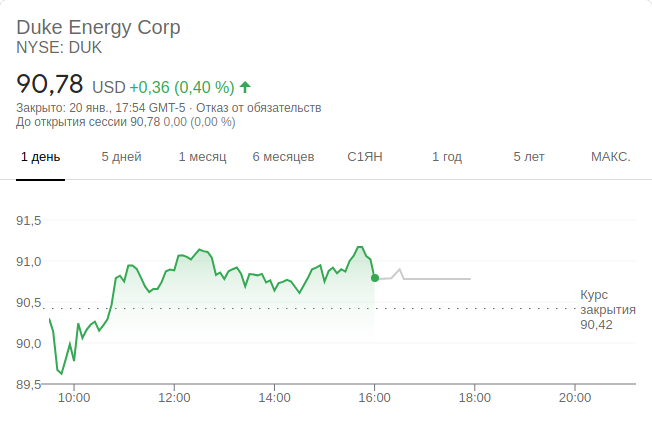 Duke Energy Corp
NYSE: DUK
90,78 USD +0,36 (0,40 %)
Закрыто: 20 янв., 17:54 GMT-5 · Отказ от обязательств
До открытия сессии 90,78 0,00 (0,00 %)
1 день 5 дней 1 месяц 6 месяцев С1ЯН 1 год 5 лет МАКС.
91,5
91,0
90,5
90,0
89,5
Курс
закрытия
90,42
10:00 12:00 14:00 16:00 18:00 20:00